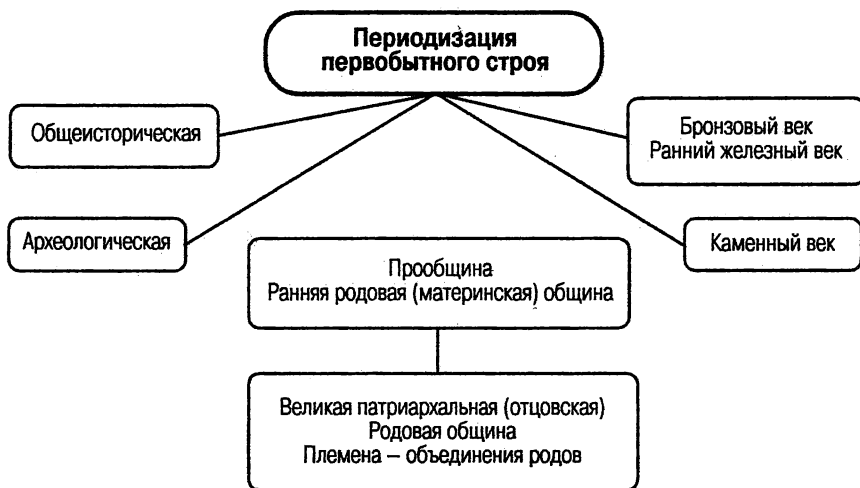 Периодизация
первобытного строя
Общеисторическая
Бронзовый век
Ранний железный век
Археологическая
Каменный век
Прообщина
Ранняя родовая (материнская) община
Великая патриархальная (отцовская)
Родовая община
Племена – объединения родов